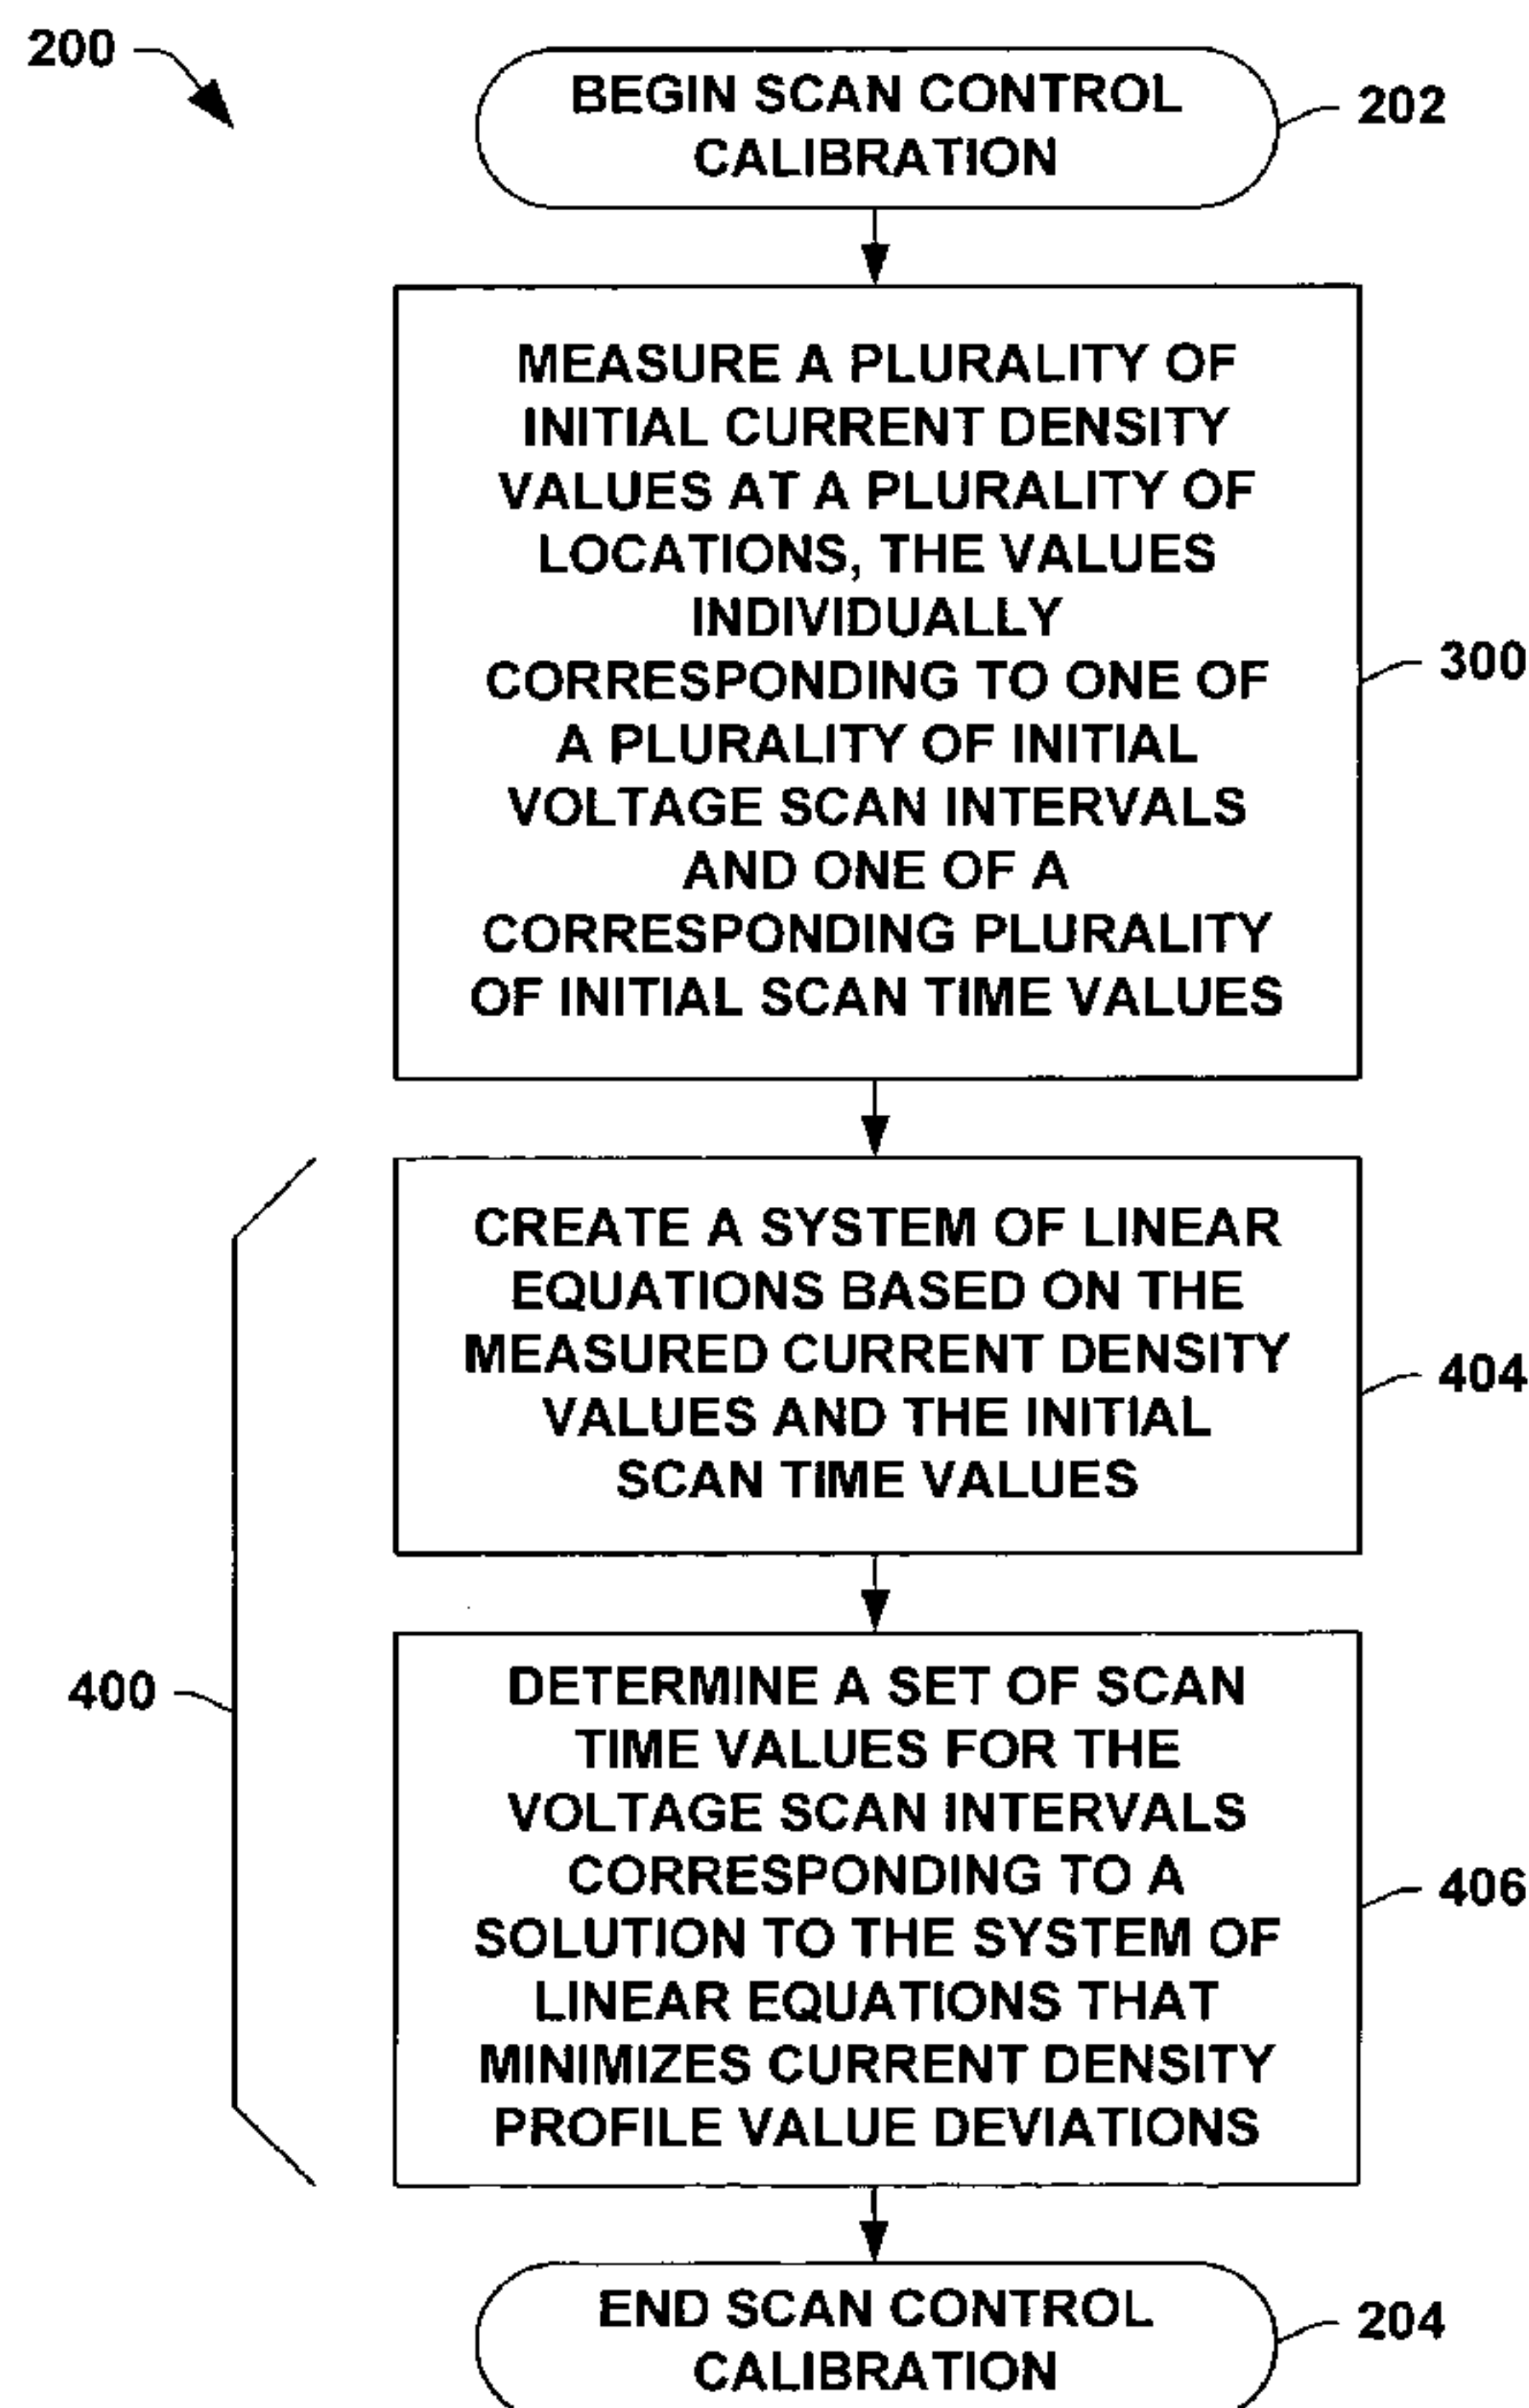 200
BEGIN SCAN CONTROL
CALIBRATION
202
MEASURE A PLURALITY OF
INITIAL CURRENT DENSITY
VALUES AT A PLURALITY OF
LOCATIONS, THE VALUES
INDIVIDUALLY
CORRESPONDING TO ONE OF
A PLURALITY OF INITIAL
VOLTAGE SCAN INTERVALS
AND ONE OF A
CORRESPONDING PLURALITY
OF INITIAL SCAN TIME VALUES
300
CREATE A SYSTEM OF LINEAR
EQUATIONS BASED ON THE
MEASURED CURRENT DENSITY
VALUES AND THE INITIAL
SCAN TIME VALUES
404
400
DETERMINE A SET OF SCAN
TIME VALUES FOR THE
VOLTAGE SCAN INTERVALS
CORRESPONDING TO A
SOLUTION TO THE SYSTEM OF
LINEAR EQUATIONS THAT
MINIMIZES CURRENT DENSITY
PROFILE VALUE DEVIATIONS
406
END SCAN CONTROL
CALIBRATION
204